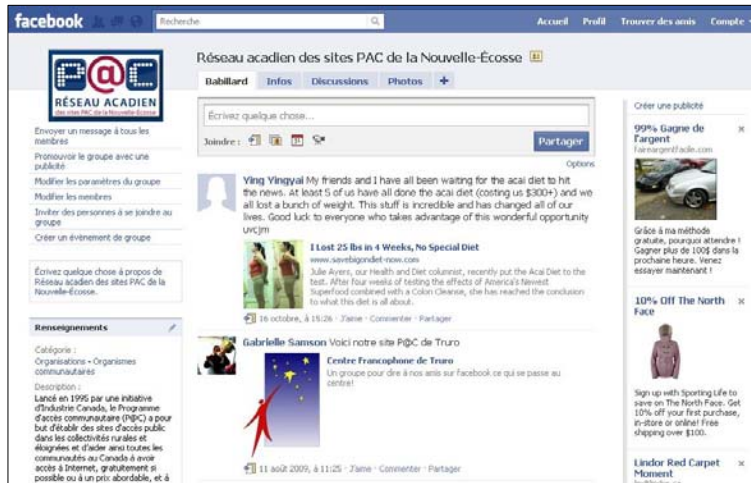 facebook
Recherche
Accueil Profil Trouver des amis Compte
P@C
RÉSEAU ACADIEN
des sites PAC de la Nouvelle-Écosse
Envoyer un message à tous les
membres
Promouvoir le groupe avec une
publicité
Modifier les paramètres du groupe
Modifier les membres
Inviter des personnes à se joindre au
groupe
Créer un évènement de groupe
Écrivez quelque chose à propos de
Réseau acadien des sites PAC de la
Nouvelle-Écosse.
Renseignements
Catégorie :
Organisations - Organismes
communautaires
Description :
Lancé en 1995 par une initiative
d'Industrie Canada, le Programme
d'accès communautaire (P@C) a pour
but d'établir des sites d'accès public
dans les collectivités rurales et
éloignées et d'aider ainsi toutes les
communautés au Canada à avoir
accès à Internet, gratuitement si
possible ou à un prix abordable, et à
Réseau acadien des sites PAC de la Nouvelle-Écosse
Babillard Infos Discussions Photos +
Écrivez quelque chose...
Joindre :
31
Partager
Options
Ying Yingyai My friends and I have all been waiting for the acai diet to hit
the news. At least 5 of us have all done the acai diet (costing us $300+) and we
all lost a bunch of weight. This stuff is incredible and has changed all of our
lives. Good luck to everyone who takes advantage of this wonderful opportunity
uvcjm
I Lost 25 lbs in 4 Weeks, No Special Diet
www.savebigondiet-now.com
Julie Ayers, our Health and Diet columnist, recently put the Acai Diet to the
test. After four weeks of testing the effects of America's Newest
Superfood combined with a Colon Cleanse, she has reached the conclusion
to what this diet is all about.
16 octobre, à 15:26 · J'aime · Commenter · Partager
Gabrielle Samson Voici notre site P@C de Truro
Centre Francophone de Truro
Un groupe pour dire à nos amis sur facebook ce qui se passe au
centre!
11 août 2009, à 11:25 · J'aime · Commenter · Partager
Créer une publicité
99% Gagne de
l'argent
faireargentfacile.com
Grâce à ma méthode
gratuite, pourquoi attendre !
Gagner plus de 100$ dans la
prochaine heure. Venez
essayer maintenant !
10% Off The North
Face
Sign up with Sporting Life to
save on The North Face. Get
10% off your first purchase,
in-store or online! Free
shipping over $100.
Lindor Red Carpet
Moment